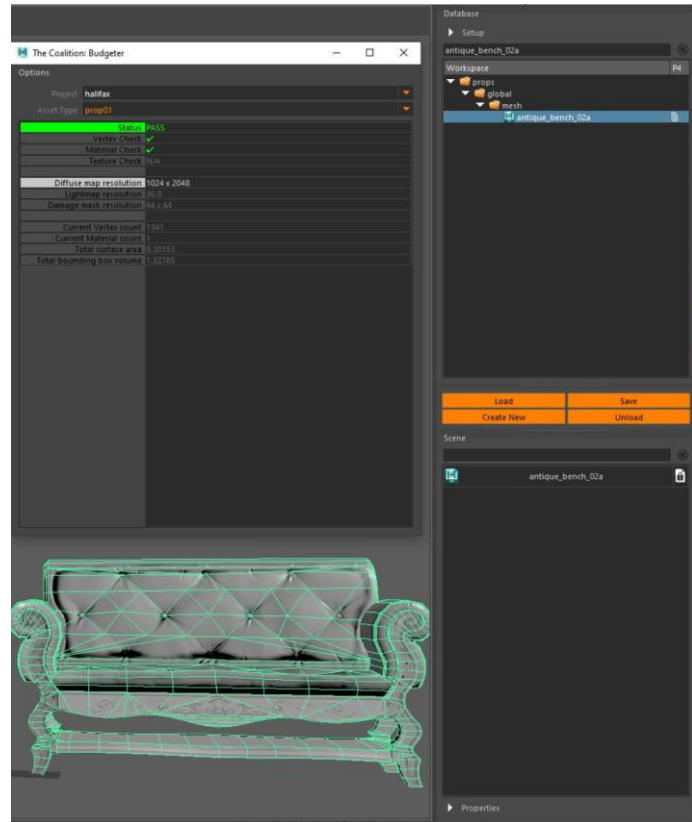 The Coalition: Budgeter
Options
Project halifax
Asset Type prop01
Status PASS
Vertex Check ✔
Material Check ✔
Texture Check N/A
Diffuse map resolution 1024 x 2048
Lightmap resolution 36.0
Damage mask resolution 64 x 64
Current Vertex count 1341
Current Material count 1
Total surface area 9.30153
Total bounding box volume 1.32785
Database
Setup
antique_bench_02a
Workspace P4
props
global
mesh
antique_bench_02a
Load Save
Create New Unload
Scene
antique_bench_02a
Properties